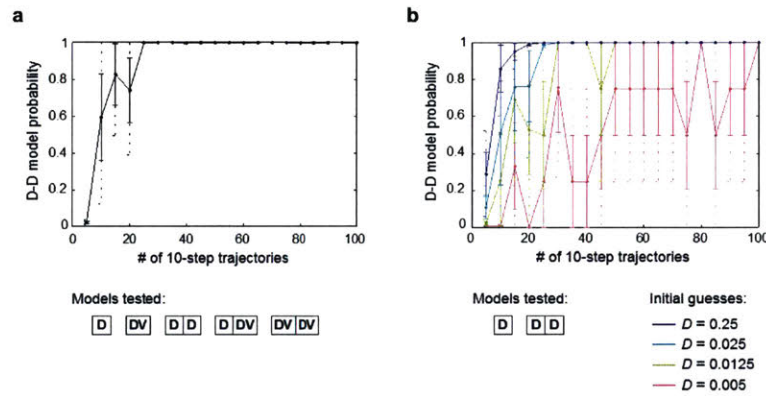 a
b
D-D model probability
1
0.8
0.6
0.4
0.2
0
0 20 40 60 80 100
# of 10-step trajectories
D-D model probability
1
0.8
0.6
0.4
0.2
0
0 20 40 60 80 100
# of 10-step trajectories
Models tested:
D DV D D D DV DV DV
Models tested:
D D D
Initial guesses:
D = 0.25
D = 0.025
D = 0.0125
D = 0.005